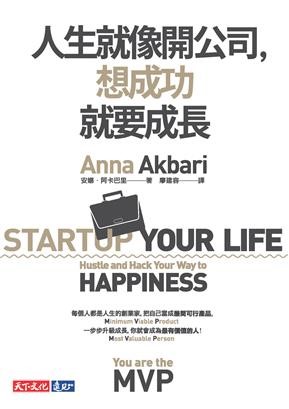 人生就像開公司,
想成功
就要成長
Anna Akbari
安娜・阿卡巴里——著 廖建容——譯
STARTUP YOUR LIFE
Hustle and Hack Your Way to
HAPPINESS
每個人都是人生的創業家,把自己當成最簡可行產品,
Minimum Viable Product
一步步升級成長,你就會成為最有價值的人!
Most Valuable Person
You are the
MVP
天下文化 遠見